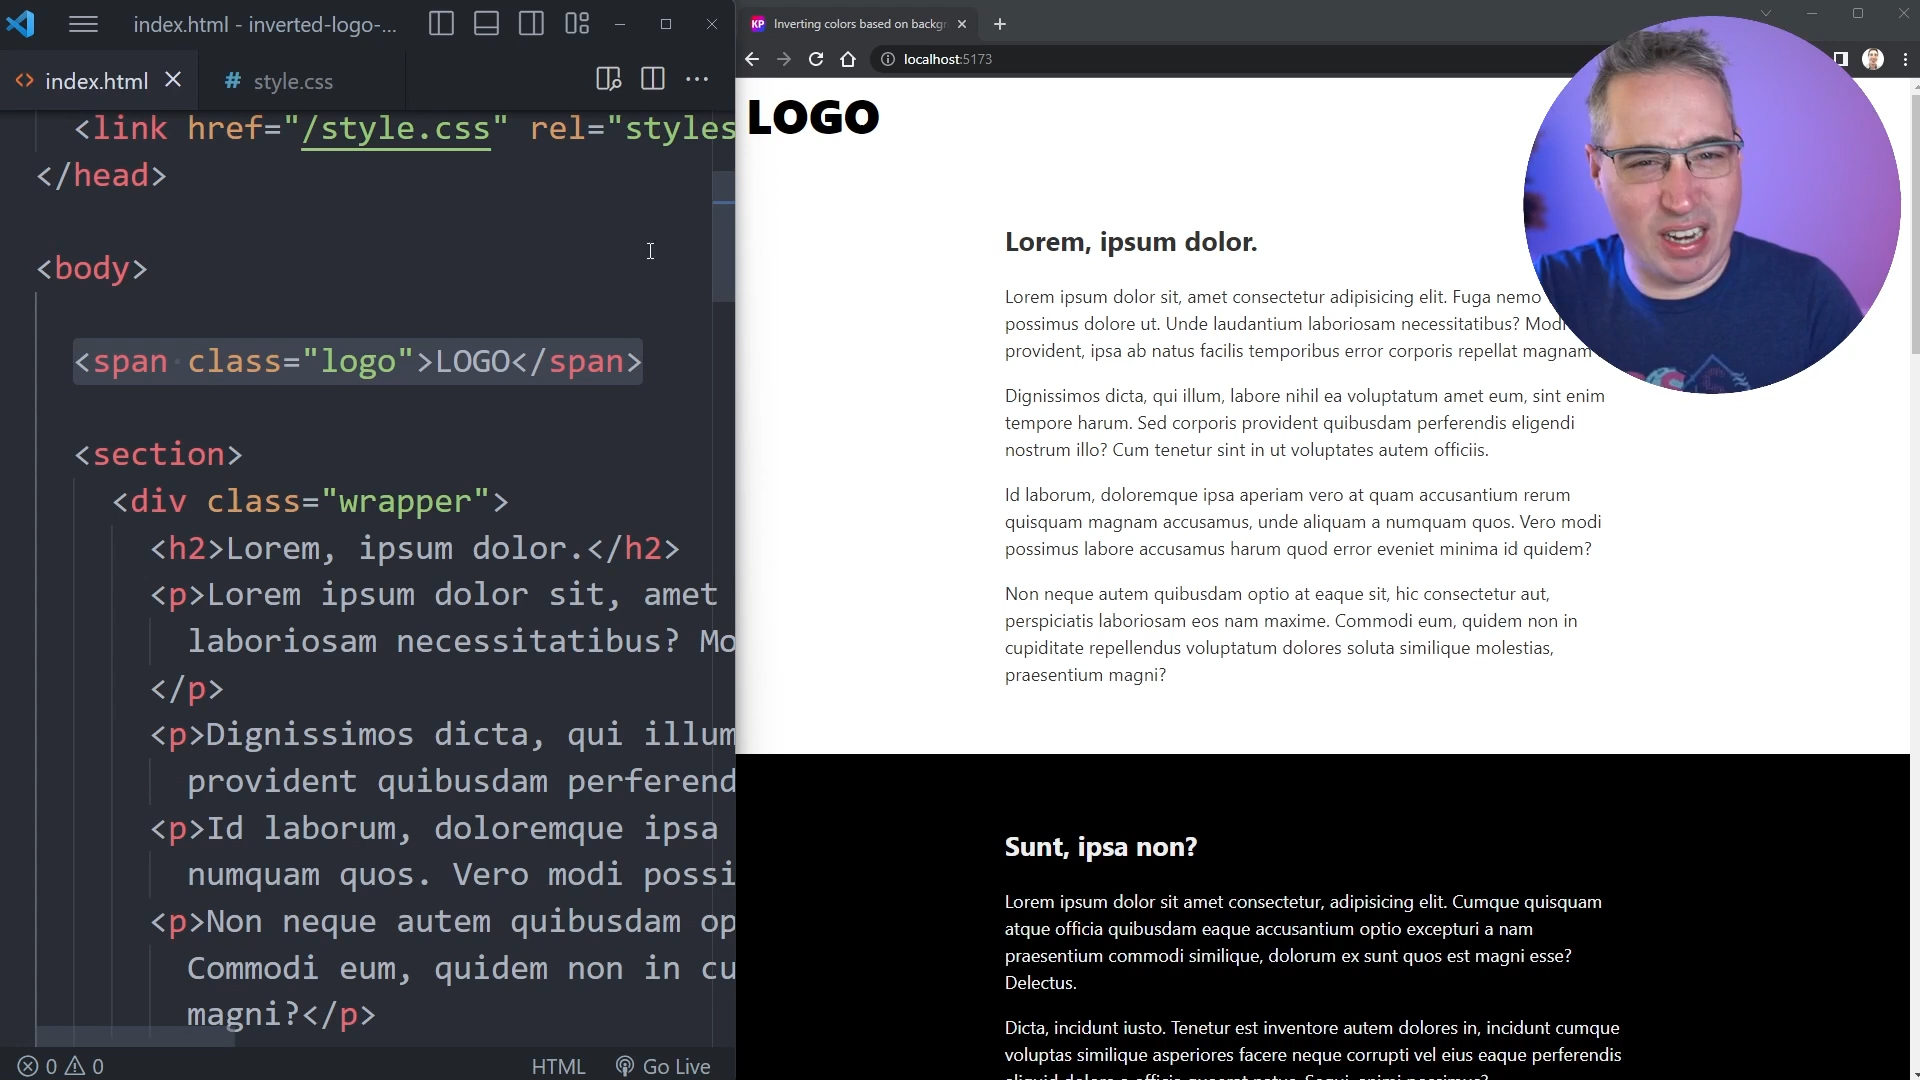 index.html - inverted-logo-...
index.html
# style.css
<link href="/style.css" rel="styles
</head>
<body>
<span class="logo">LOGO</span>
<section>
<div class="wrapper">
<h2>Lorem, ipsum dolor.</h2>
<p>Lorem ipsum dolor sit, amet
laboriosam necessitatibus? Mo
</p>
<p>Dignissimos dicta, qui illum
provident quibusdam perferend
<p>Id laborum, doloremque ipsa
numquam quos. Vero modi possi
<p>Non neque autem quibusdam op
Commodi eum, quidem non in cu
magni?</p>
0 0
HTML
Go Live
KP
Inverting colors based on backgr
localhost:5173
LOGO
Lorem, ipsum dolor.
Lorem ipsum dolor sit, amet consectetur adipisicing elit. Fuga nemo
possimus dolore ut. Unde laudantium laboriosam necessitatibus? Modi
provident, ipsa ab natus facilis temporibus error corporis repellat magnam
Dignissimos dicta, qui illum, labore nihil ea voluptatum amet eum, sint enim
tempore harum. Sed corporis provident quibusdam perferendis eligendi
nostrum illo? Cum tenetur sint in ut voluptates autem officiis.
Id laborum, doloremque ipsa aperiam vero at quam accusantium rerum
quisquam magnam accusamus, unde aliquam a numquam quos. Vero modi
possimus labore accusamus harum quod error eveniet minima id quidem?
Non neque autem quibusdam optio at eaque sit, hic consectetur aut,
perspiciatis laboriosam eos nam maxime. Commodi eum, quidem non in
cupiditate repellendus voluptatum dolores soluta similique molestias,
praesentium magni?
Sunt, ipsa non?
Lorem ipsum dolor sit amet consectetur, adipisicing elit. Cumque quisquam
atque officia quibusdam eaque accusantium optio excepturi a nam
praesentium commodi similique, dolorum ex sunt quos est magni esse?
Delectus.
Dicta, incidunt iusto. Tenetur est inventore autem dolores in, incidunt cumque
voluptas similique asperiores facere neque corrupti vel eius eaque perferendis